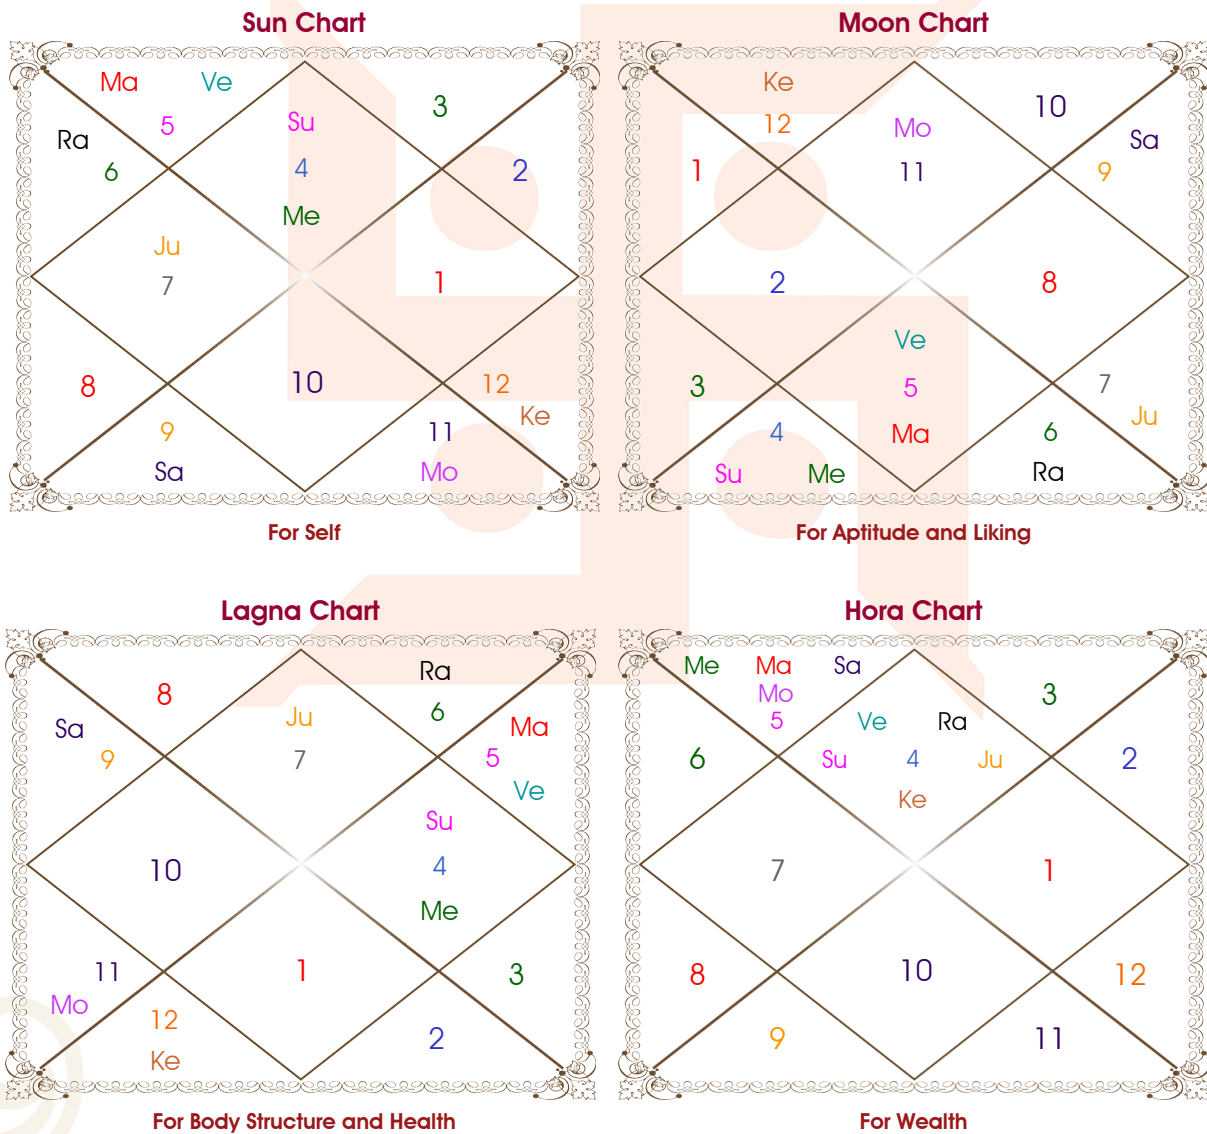 Sun Chart
Ma Ve
5
Ra
6
Su
4
Me
3
2
Ju
7
1
8
10
12
Ke
9
Sa
11
Mo
For Self
Moon Chart
Ke
12
1
Mo
11
10
Sa
9
2
8
Ve
5
Ma
3
4
Su Me
7
Ju
6
Ra
For Aptitude and Liking
Lagna Chart
8
Sa
9
Ju
7
Ra
6
Ma
5
Ve
Su
4
Me
10
11
Mo
12
Ke
1
3
2
For Body Structure and Health
Hora Chart
Me Ma Sa
Mo
5
6
Ve Ra
Su 4 Ju
Ke
3
2
7
1
8
10
12
9
11
For Wealth